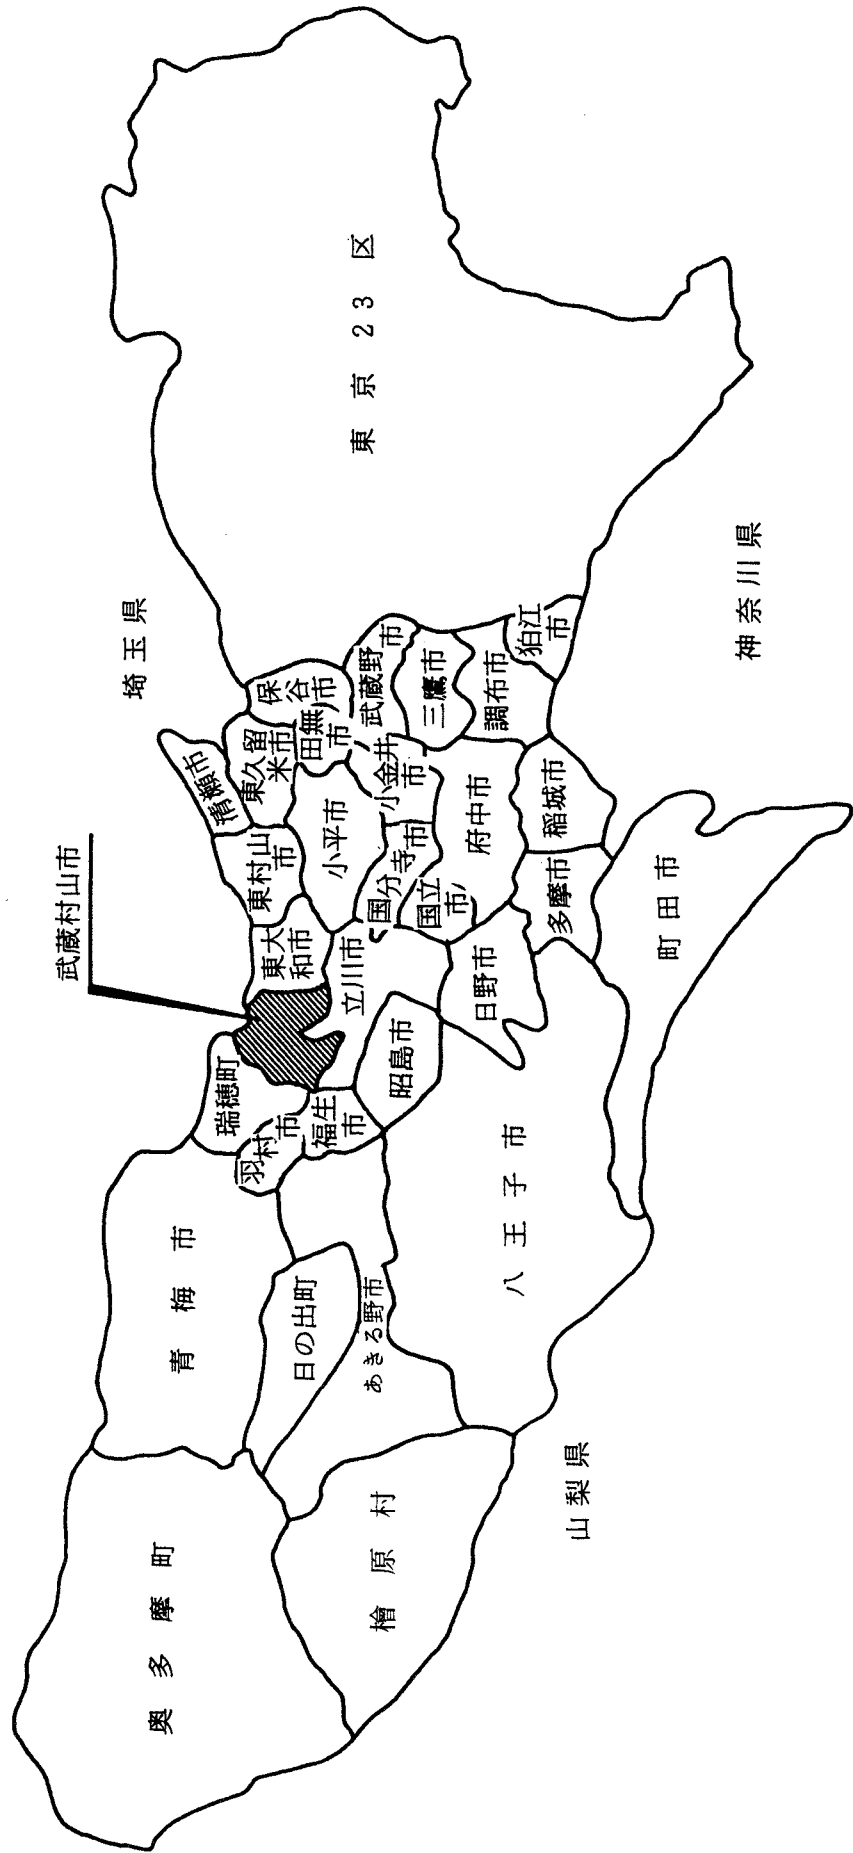 奥多摩町
檜原村
青梅市
日の出町
あきる野市
瑞穂町
羽村市
福生市
武蔵村山市
昭島市
八王子市
立川市
東大和市
東村山市
清瀬市
東久留米市
小平市
国分寺市
国立市
日野市
多摩市
町田市
稲城市
府中市
小金井市
田無市
保谷市
武蔵野市
三鷹市
調布市
狛江市
東京23区
埼玉県
神奈川県
山梨県